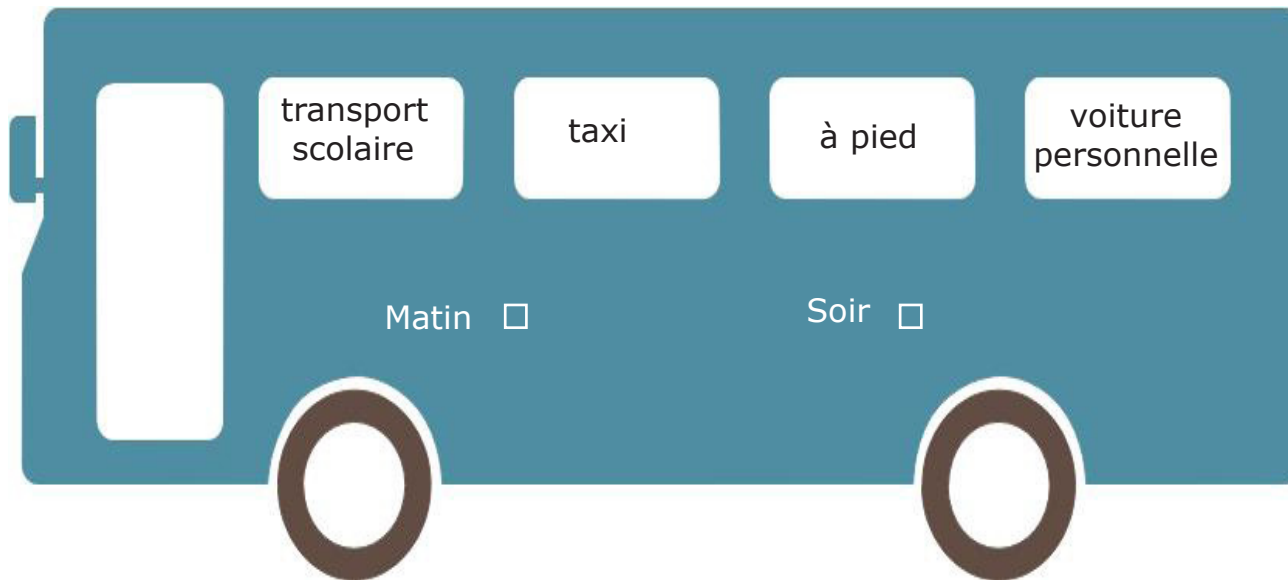 transport
scolaire
taxi
à pied
voiture
personnelle
Matin ☐
Soir ☐